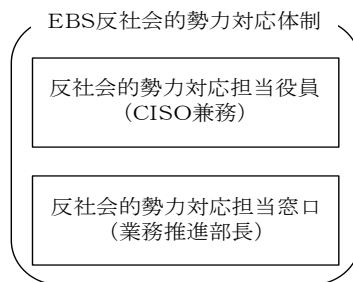 EBS反社会的勢力対応体制
反社会的勢力対応担当役員
（CISO兼務）
反社会的勢力対応担当窓口
（業務推進部長）